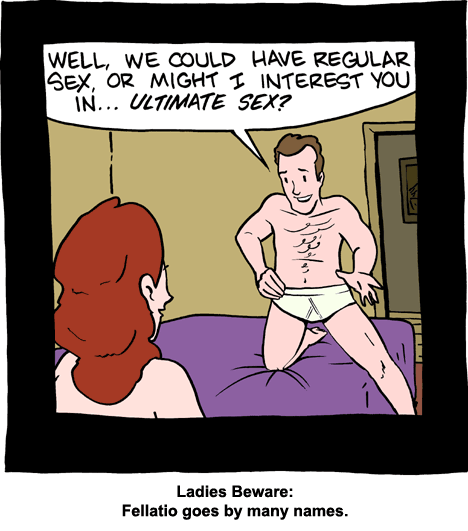 WELL, WE COULD HAVE REGULAR
SEX, OR MIGHT I INTEREST YOU
IN... ULTIMATE SEX?
Ladies Beware:
Fellatio goes by many names.